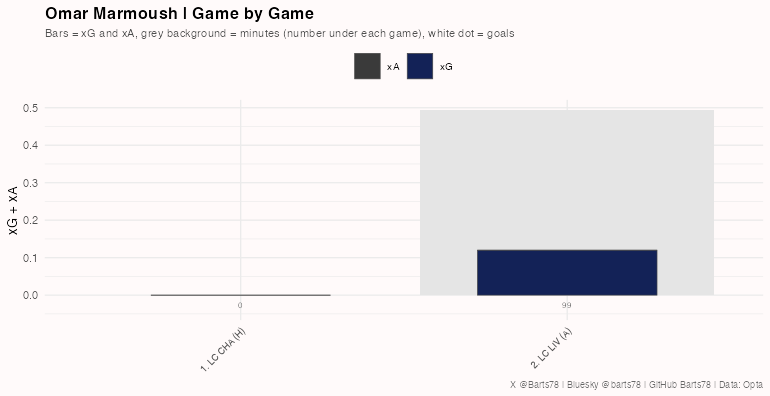 Omar Marmoush | Game by Game
Bars = xG and xA, grey background = minutes (number under each game), white dot = goals
xA xG
xG + xA
0.5
0.4
0.3
0.2
0.1
0.0
0 99
1. LC CHA (H) 2. LC LIV (A)
X @Barts78 | Bluesky @barts78 | GitHub Barts78 | Data: Opta